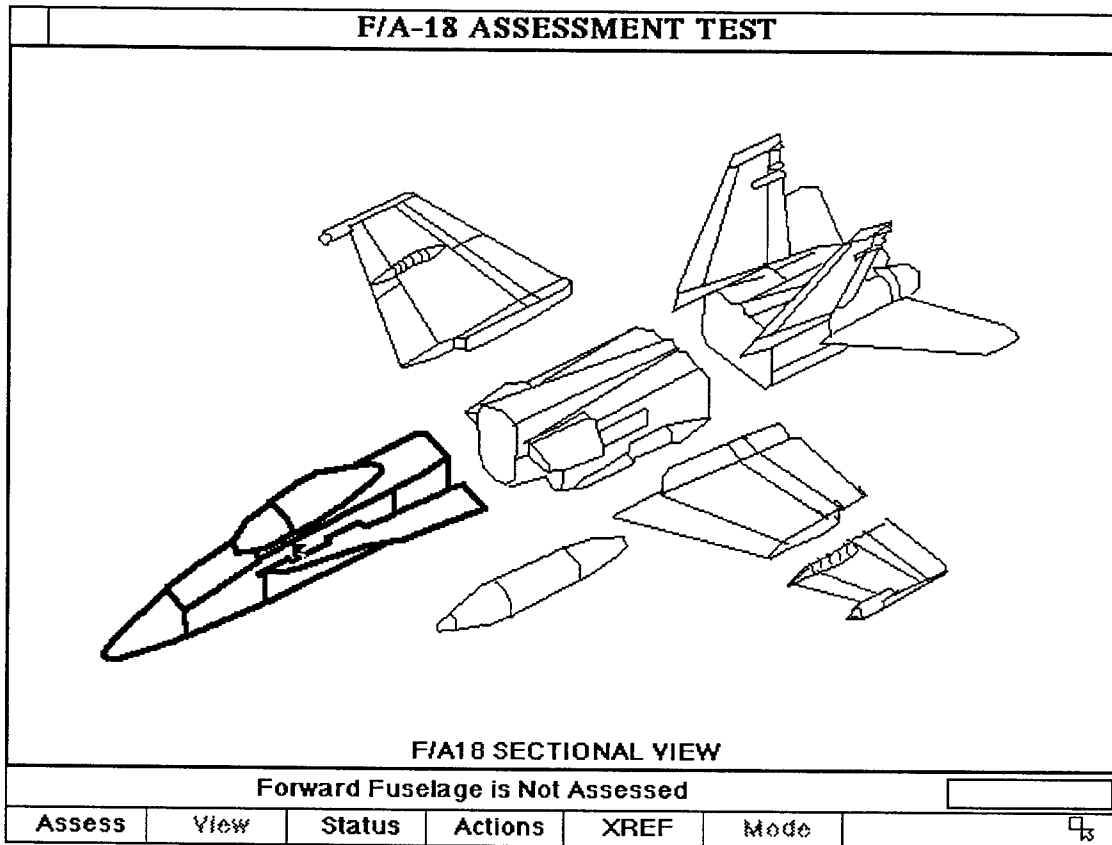 F/A-18 ASSESSMENT TEST
F/A18 SECTIONAL VIEW
Forward Fuselage is Not Assessed
Assess View Status Actions XREF Mode